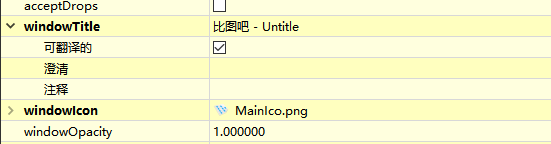 acceptDrops
windowTitle 比图吧 - Untitle
可翻译的
澄清
注释
windowIcon MainIco.png
windowOpacity 1.000000